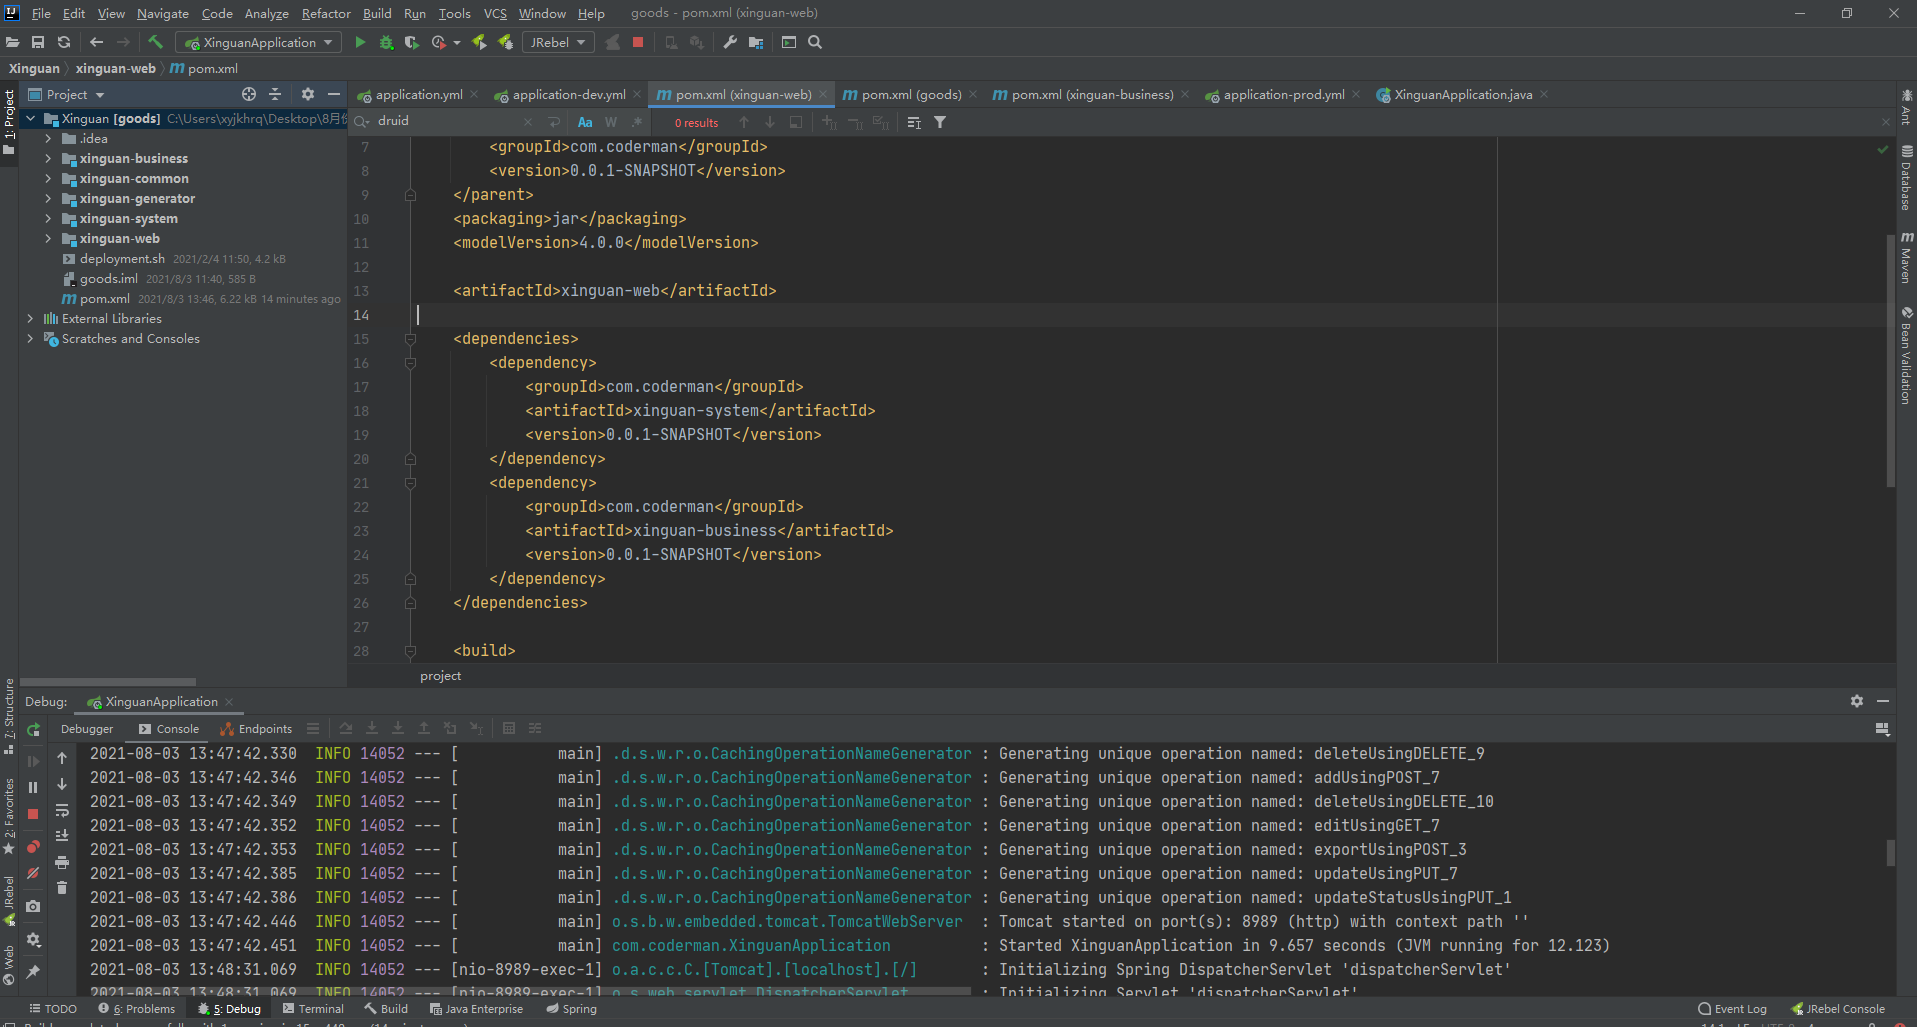 File Edit View Navigate Code Analyze Refactor Build Run Tools VCS Window Help goods - pom.xml (xinguan-web)
XinguanApplication JRebel
Xinguan xinguan-web pom.xml
Project
application.yml application-dev.yml pom.xml (xinguan-web) pom.xml (goods) pom.xml (xinguan-business) application-prod.yml XinguanApplication.java
druid Aa W .* 0 results
1: Project
Xinguan [goods] C:\Users\xyjkhrq\Desktop\8月
.idea
xinguan-business
xinguan-common
xinguan-generator
xinguan-system
xinguan-web
deployment.sh 2021/2/4 11:50, 4.2 kB
goods.iml 2021/8/3 11:40, 585 B
pom.xml 2021/8/3 13:46, 6.22 kB 14 minutes ago
External Libraries
Scratches and Consoles
7 <groupId>com.coderman</groupId>
8 <version>0.0.1-SNAPSHOT</version>
9 </parent>
10 <packaging>jar</packaging>
11 <modelVersion>4.0.0</modelVersion>
12
13 <artifactId>xinguan-web</artifactId>
14
15 <dependencies>
16 <dependency>
17 <groupId>com.coderman</groupId>
18 <artifactId>xinguan-system</artifactId>
19 <version>0.0.1-SNAPSHOT</version>
20 </dependency>
21 <dependency>
22 <groupId>com.coderman</groupId>
23 <artifactId>xinguan-business</artifactId>
24 <version>0.0.1-SNAPSHOT</version>
25 </dependency>
26 </dependencies>
27
28 <build>
project
Ant
Database
Maven
Bean Validation
7: Structure
2: Favorites
JRebel
Web
Debug: XinguanApplication
Debugger Console Endpoints
2021-08-03 13:47:42.330 INFO 14052 --- [ main] .d.s.w.r.o.CachingOperationNameGenerator : Generating unique operation named: deleteUsingDELETE_9
2021-08-03 13:47:42.346 INFO 14052 --- [ main] .d.s.w.r.o.CachingOperationNameGenerator : Generating unique operation named: addUsingPOST_7
2021-08-03 13:47:42.349 INFO 14052 --- [ main] .d.s.w.r.o.CachingOperationNameGenerator : Generating unique operation named: deleteUsingDELETE_10
2021-08-03 13:47:42.352 INFO 14052 --- [ main] .d.s.w.r.o.CachingOperationNameGenerator : Generating unique operation named: editUsingGET_7
2021-08-03 13:47:42.353 INFO 14052 --- [ main] .d.s.w.r.o.CachingOperationNameGenerator : Generating unique operation named: exportUsingPOST_3
2021-08-03 13:47:42.385 INFO 14052 --- [ main] .d.s.w.r.o.CachingOperationNameGenerator : Generating unique operation named: updateUsingPUT_7
2021-08-03 13:47:42.386 INFO 14052 --- [ main] .d.s.w.r.o.CachingOperationNameGenerator : Generating unique operation named: updateStatusUsingPUT_1
2021-08-03 13:47:42.446 INFO 14052 --- [ main] o.s.b.w.embedded.tomcat.TomcatWebServer : Tomcat started on port(s): 8989 (http) with context path ''
2021-08-03 13:47:42.451 INFO 14052 --- [ main] com.coderman.XinguanApplication : Started XinguanApplication in 9.657 seconds (JVM running for 12.123)
2021-08-03 13:48:31.069 INFO 14052 --- [nio-8989-exec-1] o.a.c.c.C.[Tomcat].[localhost].[/] : Initializing Spring DispatcherServlet 'dispatcherServlet'
2021-08-03 13:48:31.069 INFO 14052 --- [nio-8989-exec-1] o.s.web.servlet.DispatcherServlet : Initializing Servlet 'dispatcherServlet'
TODO 6: Problems 5: Debug Terminal Build Java Enterprise Spring Event Log JRebel Console